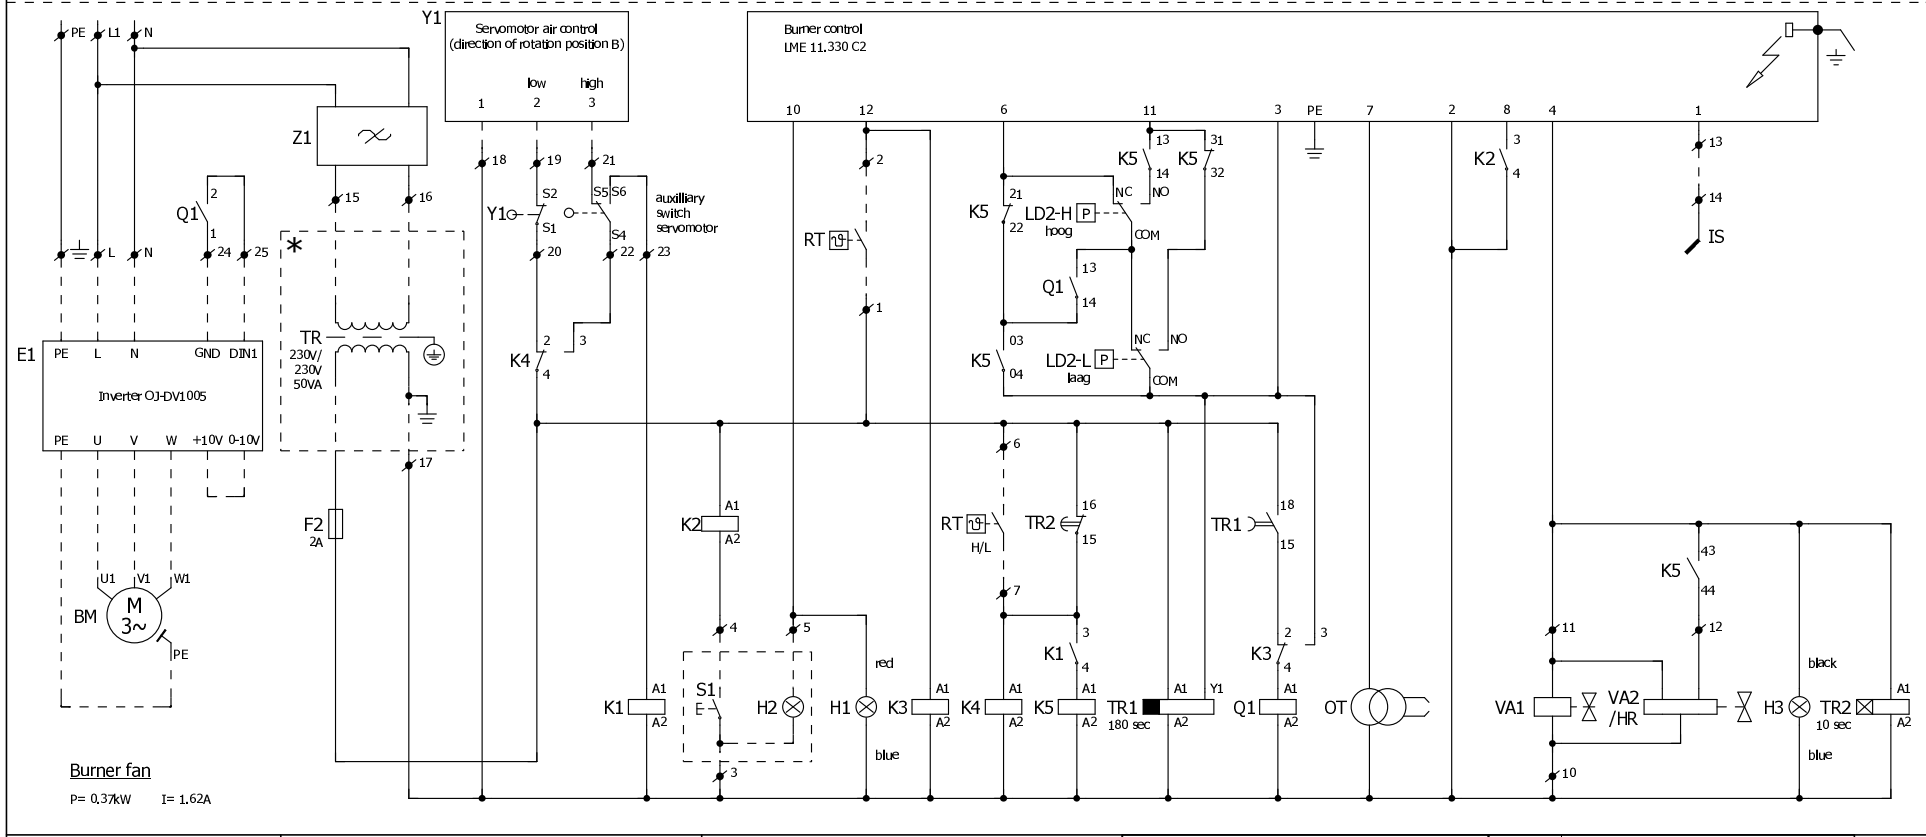 PE L1 N
Y1
Servomotor air control
(direction of rotation position B)
low high
1 2 3
Burner control
LME 11.330 C2
10 12 6 11 3 PE 7 2 8 4 1
Z1
18 19 21
2
13 31
K5 K5
14 32
K2 3
4
13
15 16
Q1 2
1
S2 S5 S6
Y1
S1 S4
auxilliary
switch
servomotor
K5 21
22
NC NO
LD2-H P
hoog
COM
14
IS
L N 24 25
*
20 22 23
RT
1
Q1 13
14
E1
PE L N GND DIN1
Inverter OJ-DV1005
PE U V W +10V 0-10V
TR
230V/
230V
50VA
K4 2 3
4
K5 03
04
NC NO
LD2-L P
laag
COM
17
6
F2
2A
K2 A1
A2
RT
H/L
TR2 16
15
TR1 18
15
K5 43
44
U1 V1 W1
BM M
3~
PE
7
4 5
K1 3
4
K3 2 3
4
11 12
red
black
K1 A1
A2
S1
E
H2
H1
K3 A1
A2
K4 A1
A2
K5 A1
A2
TR1
180 sec
A1 Y1
A2
Q1 A1
A2
OT
VA1
VA2
/HR
H3
TR2
10 sec
A1
A2
blue
blue
3
10
Burner fan
P= 0.37kW I= 1.62A